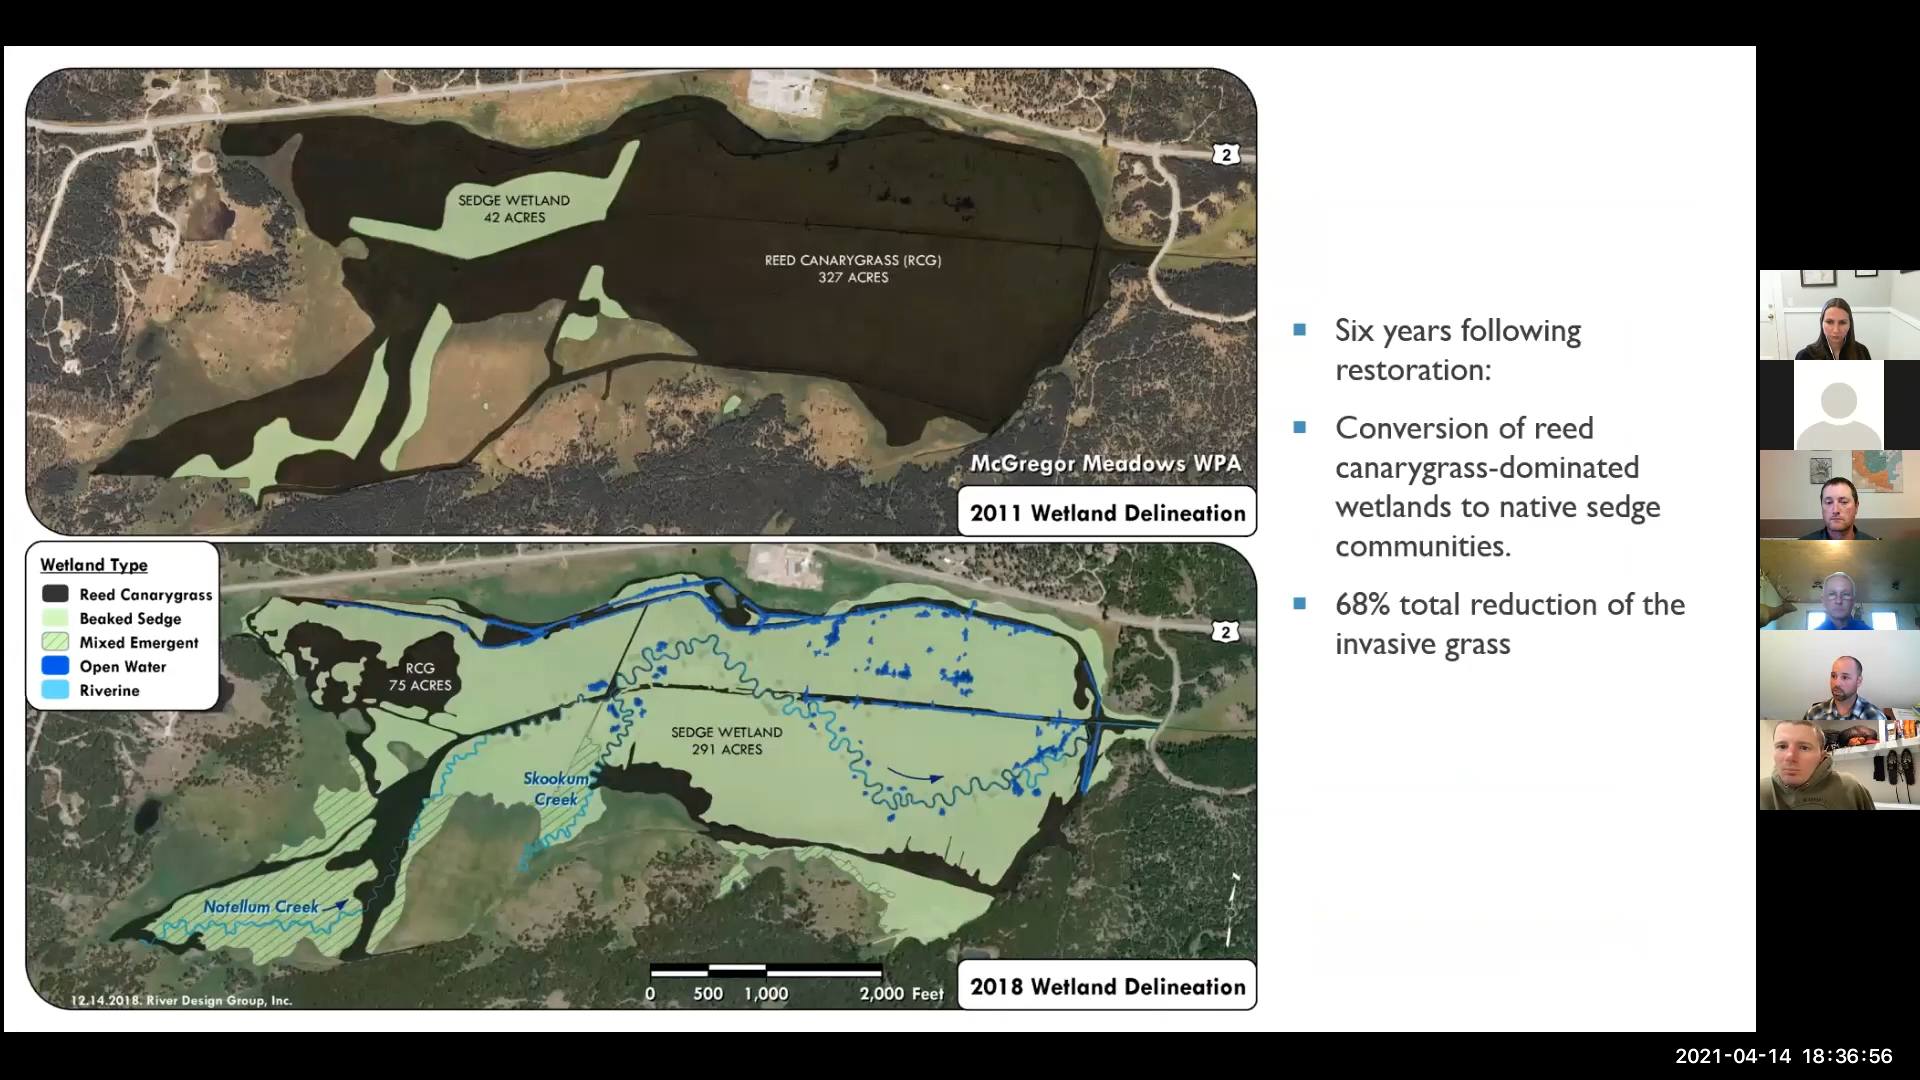 2
SEDGE WETLAND
42 ACRES
REED CANARYGRASS (RCG)
327 ACRES
McGregor Meadows WPA
2011 Wetland Delineation
Wetland Type
Reed Canarygrass
Beaked Sedge
Mixed Emergent
Open Water
Riverine
2
RCG
75 ACRES
SEDGE WETLAND
291 ACRES
Skookum
Creek
Notellum Creek
12.14.2018. River Design Group, Inc.
0 500 1,000 2,000 Feet
2018 Wetland Delineation
Six years following
restoration:
Conversion of reed
canarygrass-dominated
wetlands to native sedge
communities.
68% total reduction of the
invasive grass
2021-04-14 18:36:56